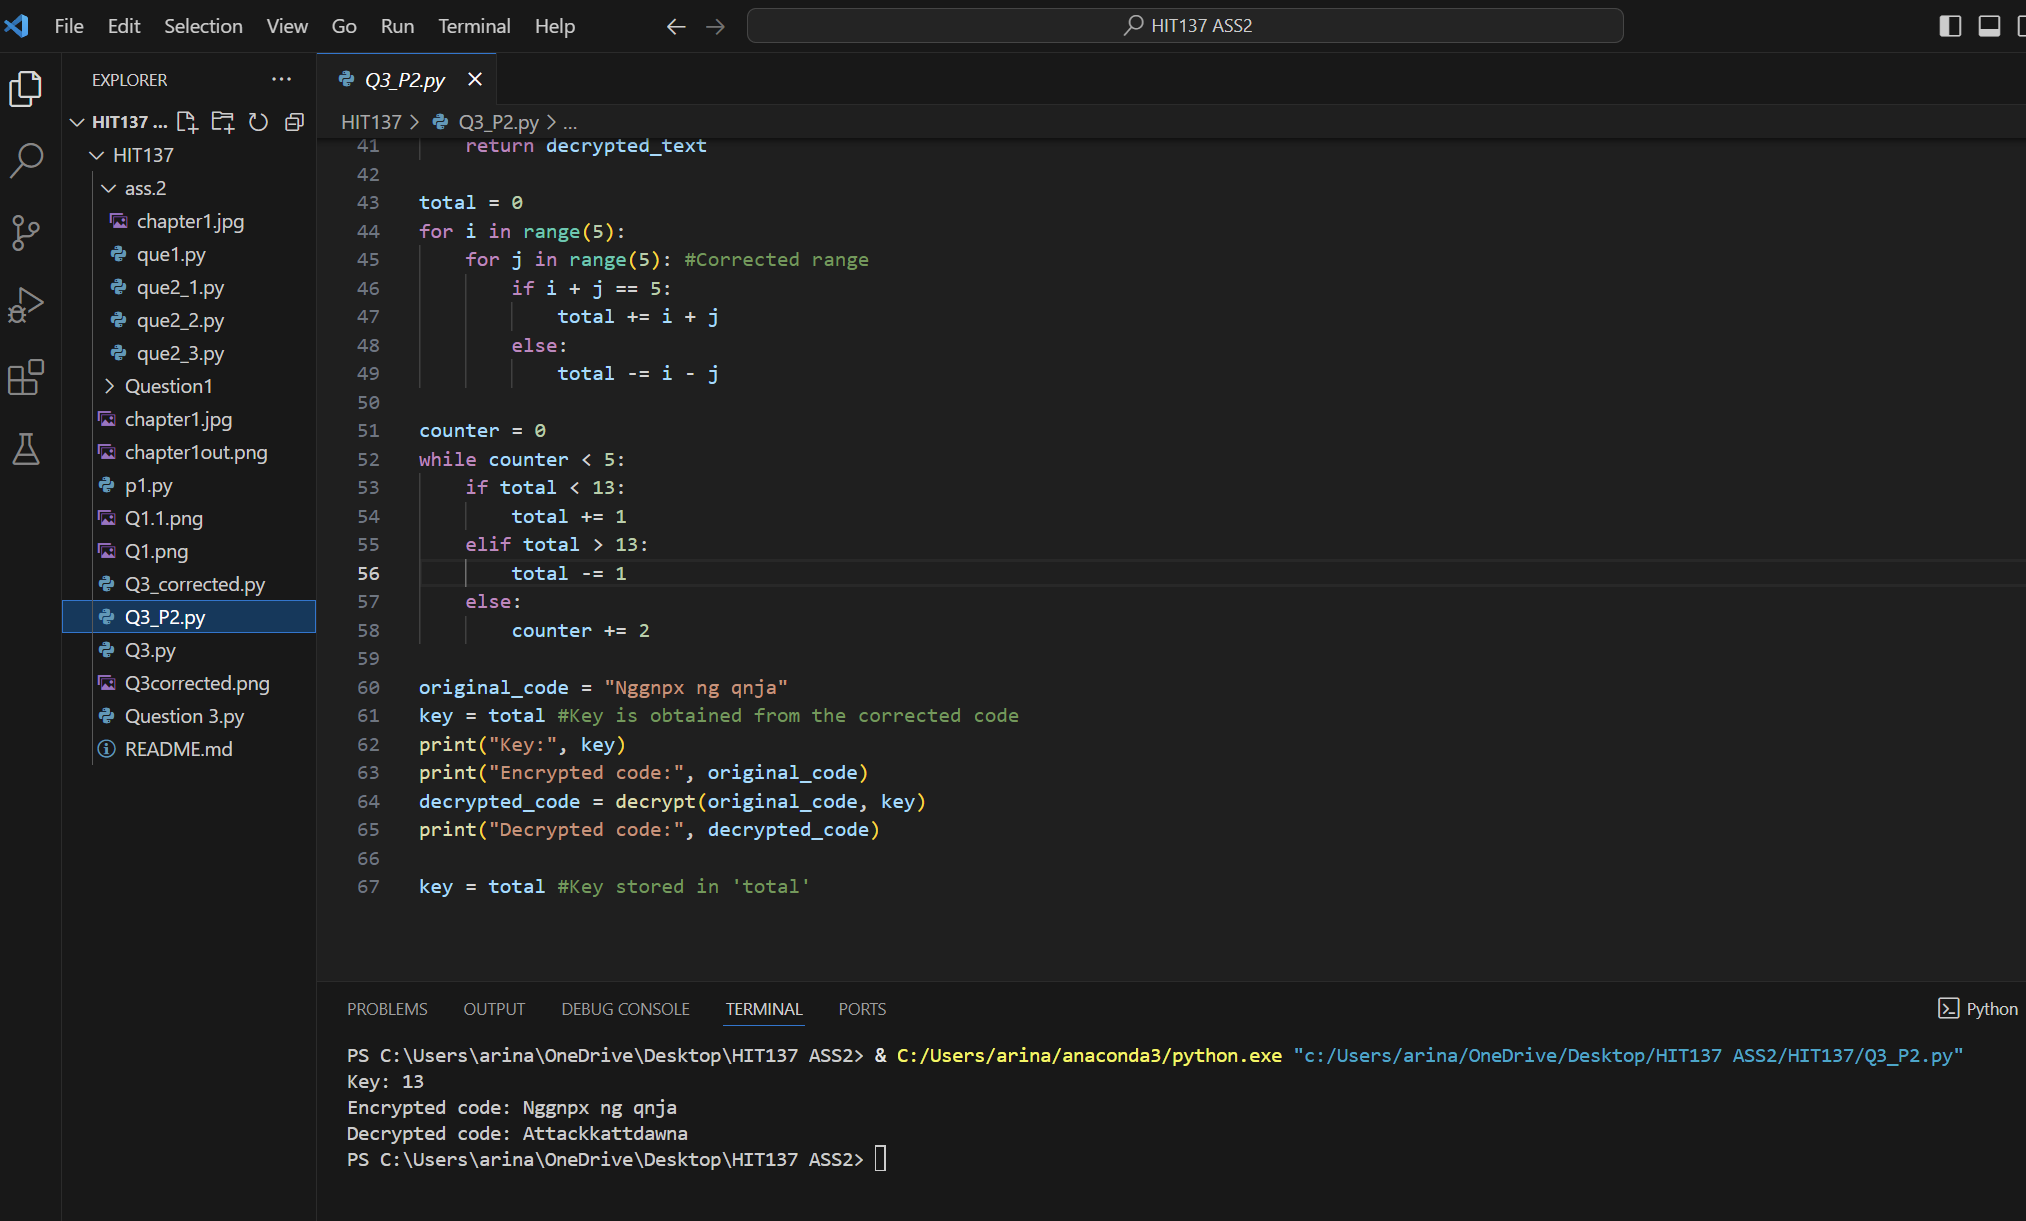 File Edit Selection View Go Run Terminal Help
HIT137 ASS2
EXPLORER ...
HIT137 ...
HIT137
ass.2
chapter1.jpg
que1.py
que2_1.py
que2_2.py
que2_3.py
Question1
chapter1.jpg
chapter1out.png
p1.py
Q1.1.png
Q1.png
Q3_corrected.py
Q3_P2.py
Q3.py
Q3corrected.png
Question 3.py
README.md
Q3_P2.py
HIT137 > Q3_P2.py > ...
41 return decrypted_text
42
43 total = 0
44 for i in range(5):
45 for j in range(5): #Corrected range
46 if i + j == 5:
47 total += i + j
48 else:
49 total -= i - j
50
51 counter = 0
52 while counter < 5:
53 if total < 13:
54 total += 1
55 elif total > 13:
56 total -= 1
57 else:
58 counter += 2
59
60 original_code = "Nggnpx ng qnja"
61 key = total #Key is obtained from the corrected code
62 print("Key:", key)
63 print("Encrypted code:", original_code)
64 decrypted_code = decrypt(original_code, key)
65 print("Decrypted code:", decrypted_code)
66
67 key = total #Key stored in 'total'
PROBLEMS OUTPUT DEBUG CONSOLE TERMINAL PORTS
Python
PS C:\Users\arina\OneDrive\Desktop\HIT137 ASS2> & C:/Users/arina/anaconda3/python.exe "c:/Users/arina/OneDrive/Desktop/HIT137 ASS2/HIT137/Q3_P2.py"
Key: 13
Encrypted code: Nggnpx ng qnja
Decrypted code: Attackkattdawna
PS C:\Users\arina\OneDrive\Desktop\HIT137 ASS2>